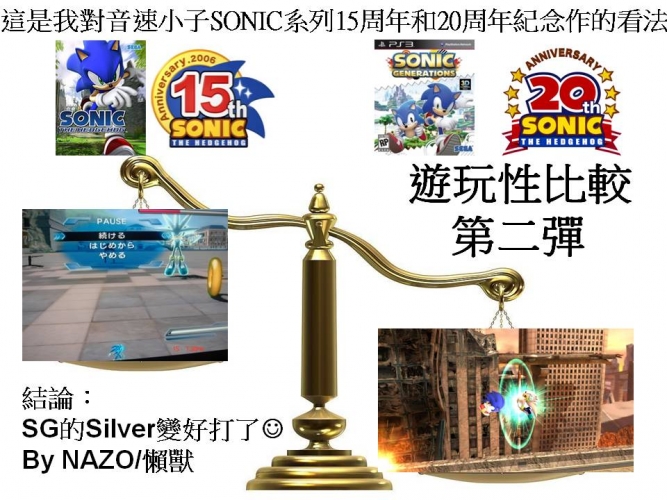 這是我對音速小子SONIC系列15周年和20周年紀念作的看法
SEGA
SONIC
THE HEDGEHOG
Anniversary.2006
15th
SONIC
THE HEDGEHOG
PS3
SONIC
GENERATIONS
3D
RP
SEGA
ANNIVERSARY
20th
SONIC
THE HEDGEHOG
遊玩性比較
第二彈
PAUSE
続ける
はじめから
やめる
結論：
SG的Silver變好打了☺
By NAZO/懶獸